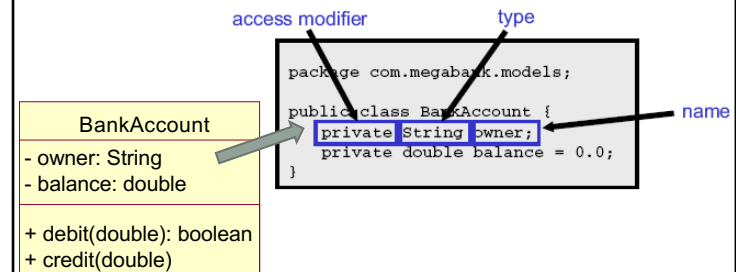 access modifier
type
package com.megabank.models;
public class BankAccount {
private String owner;
name
private double balance = 0.0;
}
BankAccount
- owner: String
- balance: double
+ debit(double): boolean
+ credit(double)